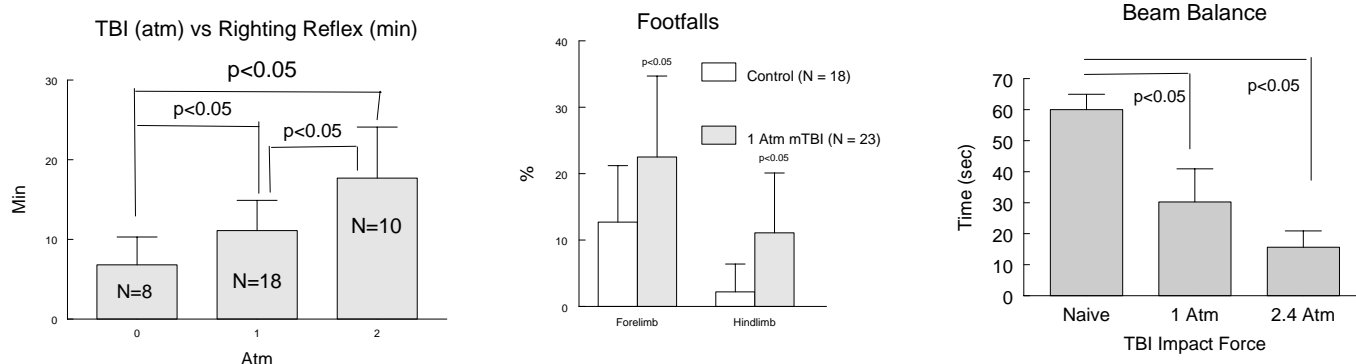 TBI (atm) vs Righting Reflex (min)
p<0.05
p<0.05
p<0.05
30
20
10
0
Min
N=8
N=18
N=10
0 1 2
Atm
Footfalls
40
30
20
10
0
%
p<0.05
Control (N = 18)
1 Atm mTBI (N = 23)
p<0.05
Forelimb Hindlimb
Beam Balance
70
60
50
40
30
20
10
0
Time (sec)
p<0.05
p<0.05
Naive 1 Atm 2.4 Atm
TBI Impact Force